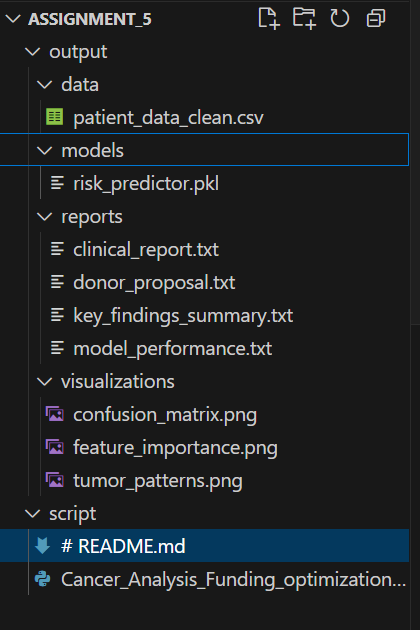 ASSIGNMENT_5
output
data
patient_data_clean.csv
models
risk_predictor.pkl
reports
clinical_report.txt
donor_proposal.txt
key_findings_summary.txt
model_performance.txt
visualizations
confusion_matrix.png
feature_importance.png
tumor_patterns.png
script
# README.md
Cancer_Analysis_Funding_optimization...